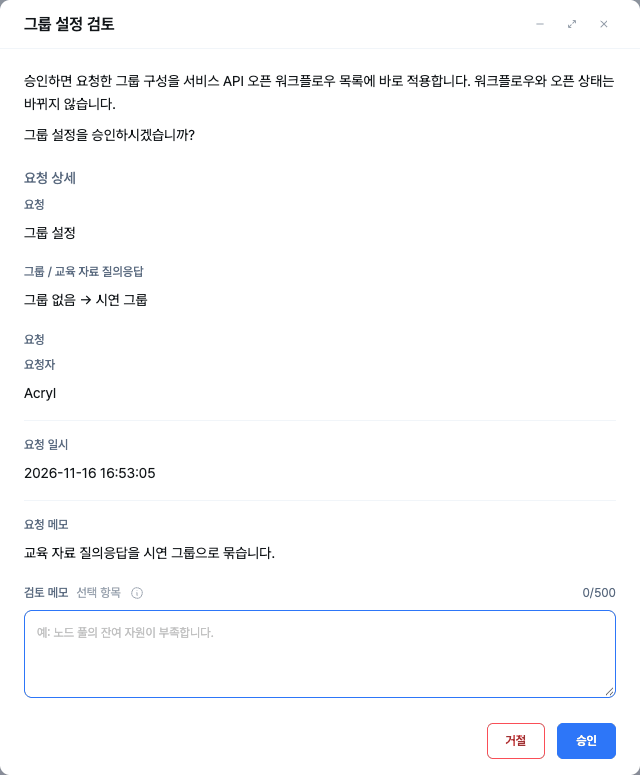 그룹 설정 검토
승인하면 요청한 그룹 구성을 서비스 API 오픈 워크플로우 목록에 바로 적용합니다. 워크플로우와 오픈 상태는
바뀌지 않습니다.
그룹 설정을 승인하시겠습니까?
요청 상세
요청
그룹 설정
그룹 / 교육 자료 질의응답
그룹 없음 → 시연 그룹
요청
요청자
Acryl
요청 일시
2026-11-16 16:53:05
요청 메모
교육 자료 질의응답을 시연 그룹으로 묶습니다.
검토 메모 선택 항목 0/500
예: 노드 풀의 잔여 자원이 부족합니다.
거절 승인